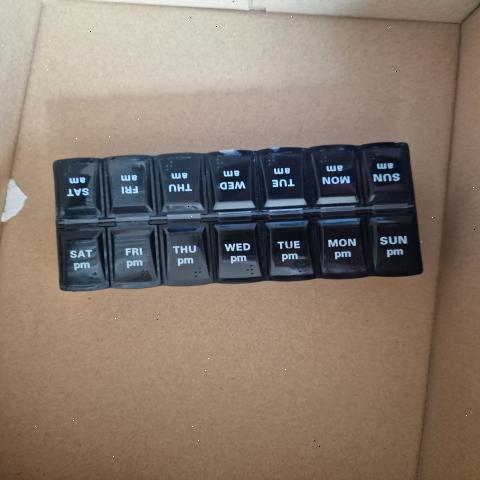 SAT am
FRI am
THU am
WED am
TUE am
MON am
SUN am
SAT pm
FRI pm
THU pm
WED pm
TUE pm
MON pm
SUN pm